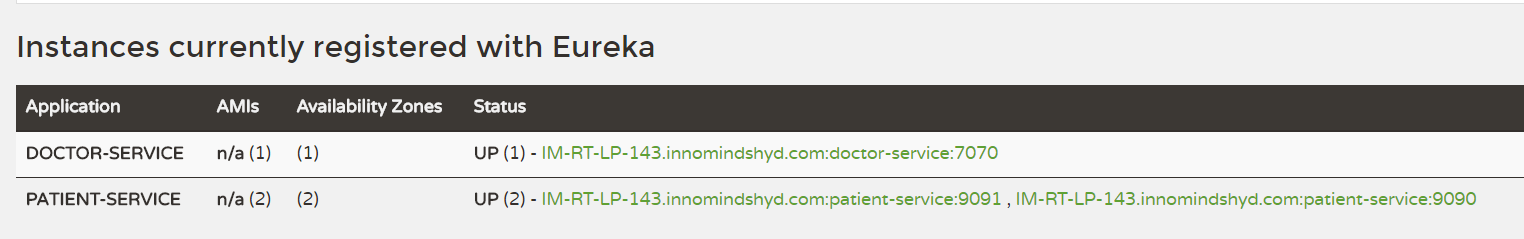 Instances currently registered with Eureka
Application AMIs Availability Zones Status
DOCTOR-SERVICE n/a (1) (1) UP (1) - IM-RT-LP-143.innomindshyd.com:doctor-service:7070
PATIENT-SERVICE n/a (2) (2) UP (2) - IM-RT-LP-143.innomindshyd.com:patient-service:9091 , IM-RT-LP-143.innomindshyd.com:patient-service:9090